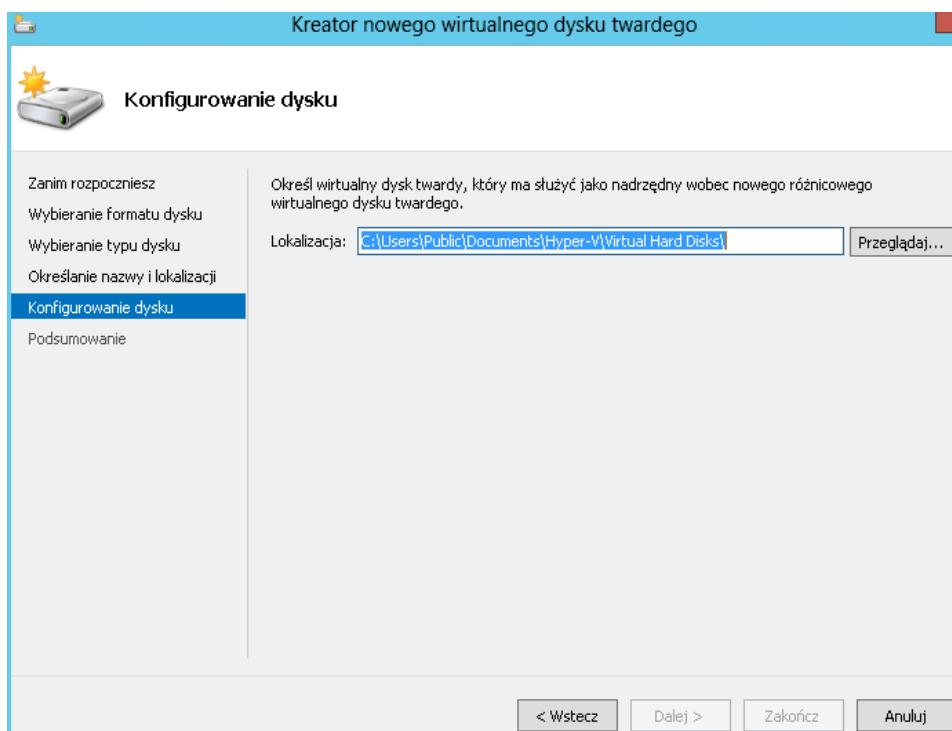 Kreator nowego wirtualnego dysku twardego
Konfigurowanie dysku
Zanim rozpoczniesz
Wybieranie formatu dysku
Wybieranie typu dysku
Określanie nazwy i lokalizacji
Konfigurowanie dysku
Podsumowanie
Określ wirtualny dysk twardy, który ma służyć jako nadrzędny wobec nowego różnicowego
wirtualnego dysku twardego.
Lokalizacja: C:\Users\Public\Documents\Hyper-V\Virtual Hard Disks\ Przeglądaj...
< Wstecz Dalej > Zakończ Anuluj